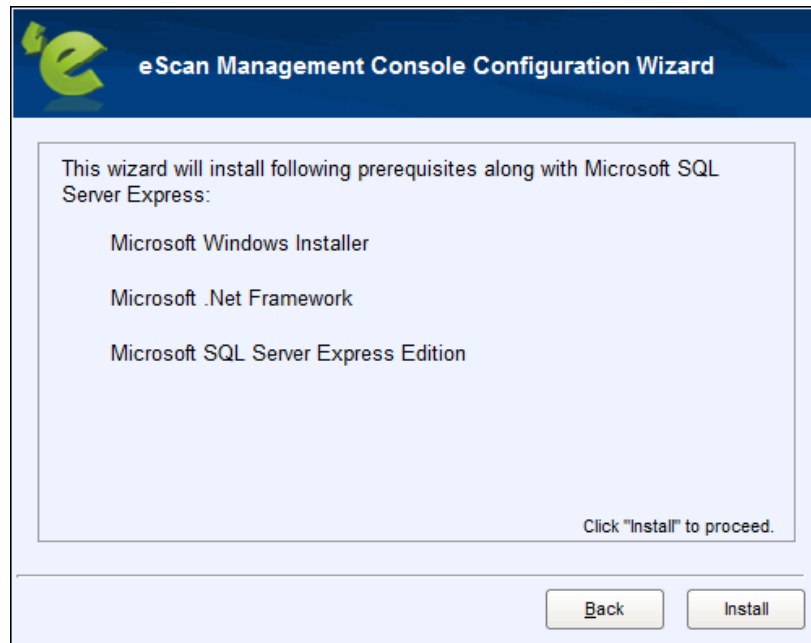 eScan Management Console Configuration Wizard
This wizard will install following prerequisites along with Microsoft SQL
Server Express:
Microsoft Windows Installer
Microsoft .Net Framework
Microsoft SQL Server Express Edition
Click "Install" to proceed.
Back
Install